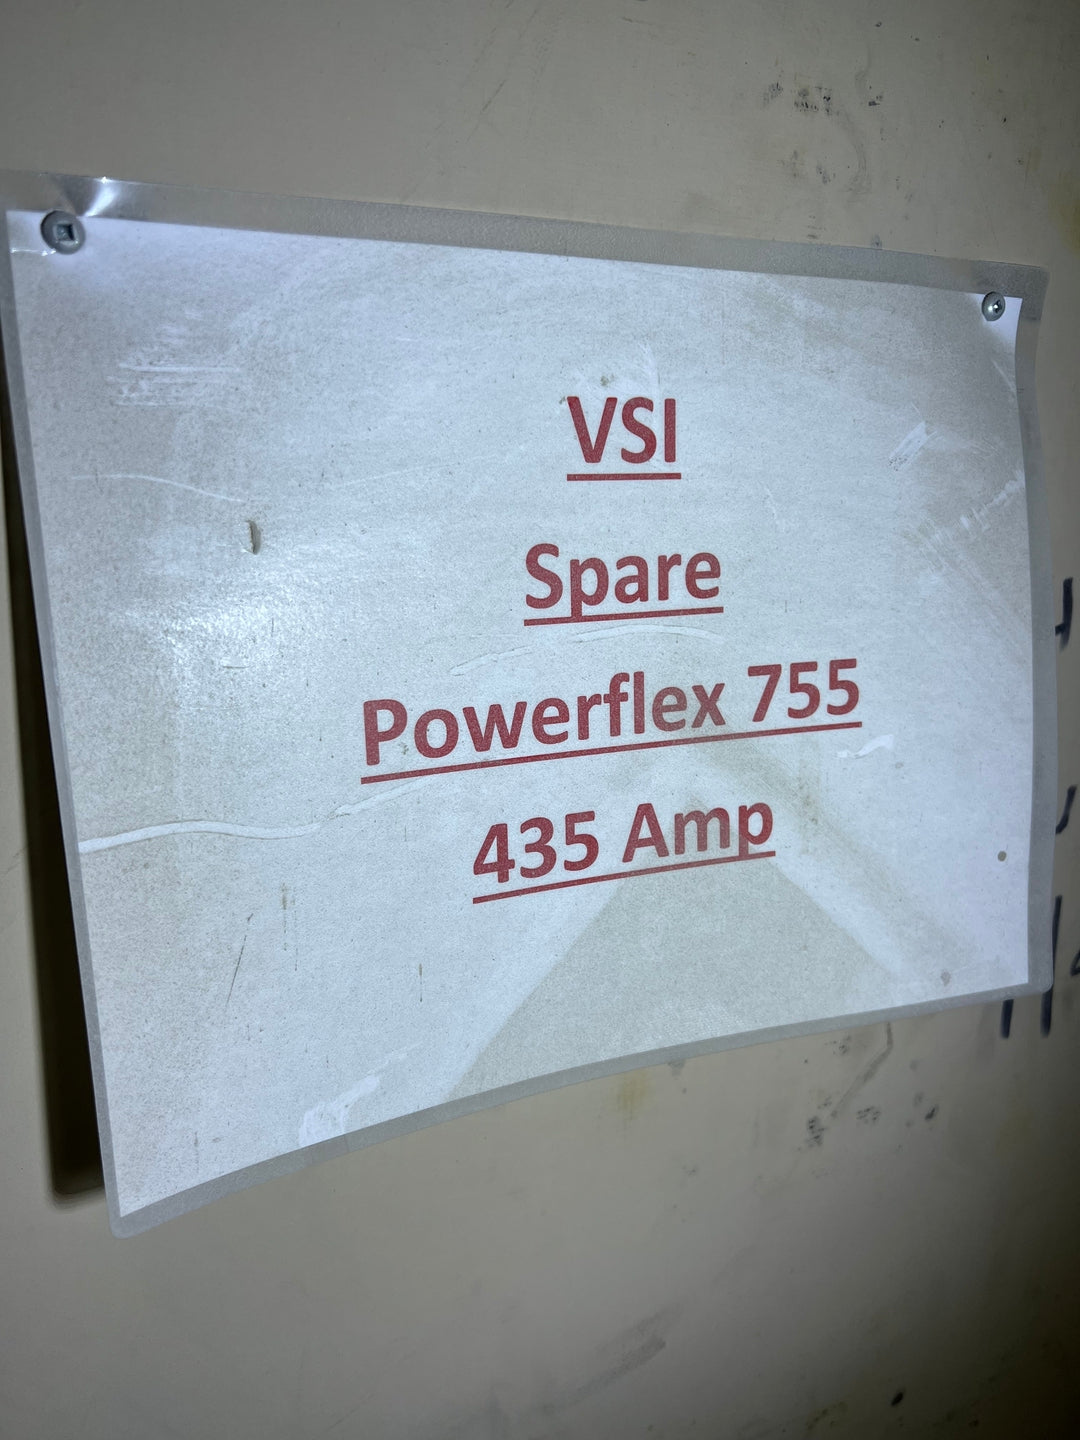 VSI
Spare
Powerflex 755
435 Amp